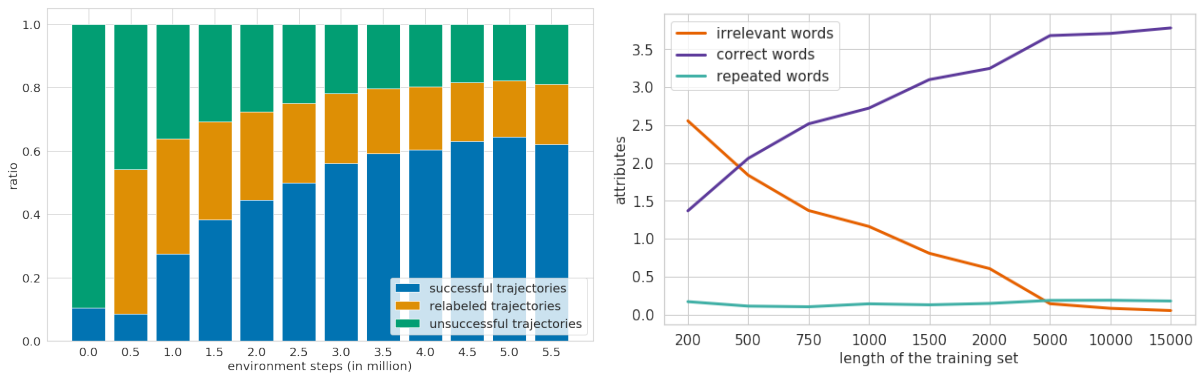 1.0
0.8
0.6
0.4
0.2
0.0
ratio
successful trajectories
relabeled trajectories
unsuccessful trajectories
0.0 0.5 1.0 1.5 2.0 2.5 3.0 3.5 4.0 4.5 5.0 5.5
environment steps (in million)
irrelevant words
correct words
repeated words
3.5
3.0
2.5
2.0
1.5
1.0
0.5
0.0
attributes
200 500 750 1000 1500 2000 5000 10000 15000
length of the training set